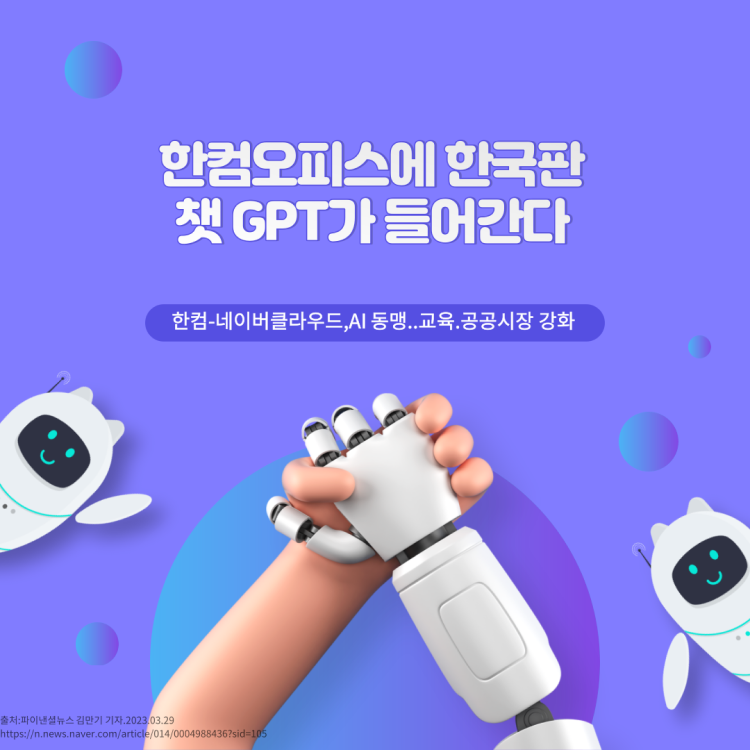 한컴오피스에 한국판
챗 GPT가 들어간다
한컴-네이버클라우드,AI 동맹..교육.공공시장 강화
출처:파이낸셜뉴스 김만기 기자.2023.03.29
https://n.news.naver.com/article/014/0004988436?sid=105